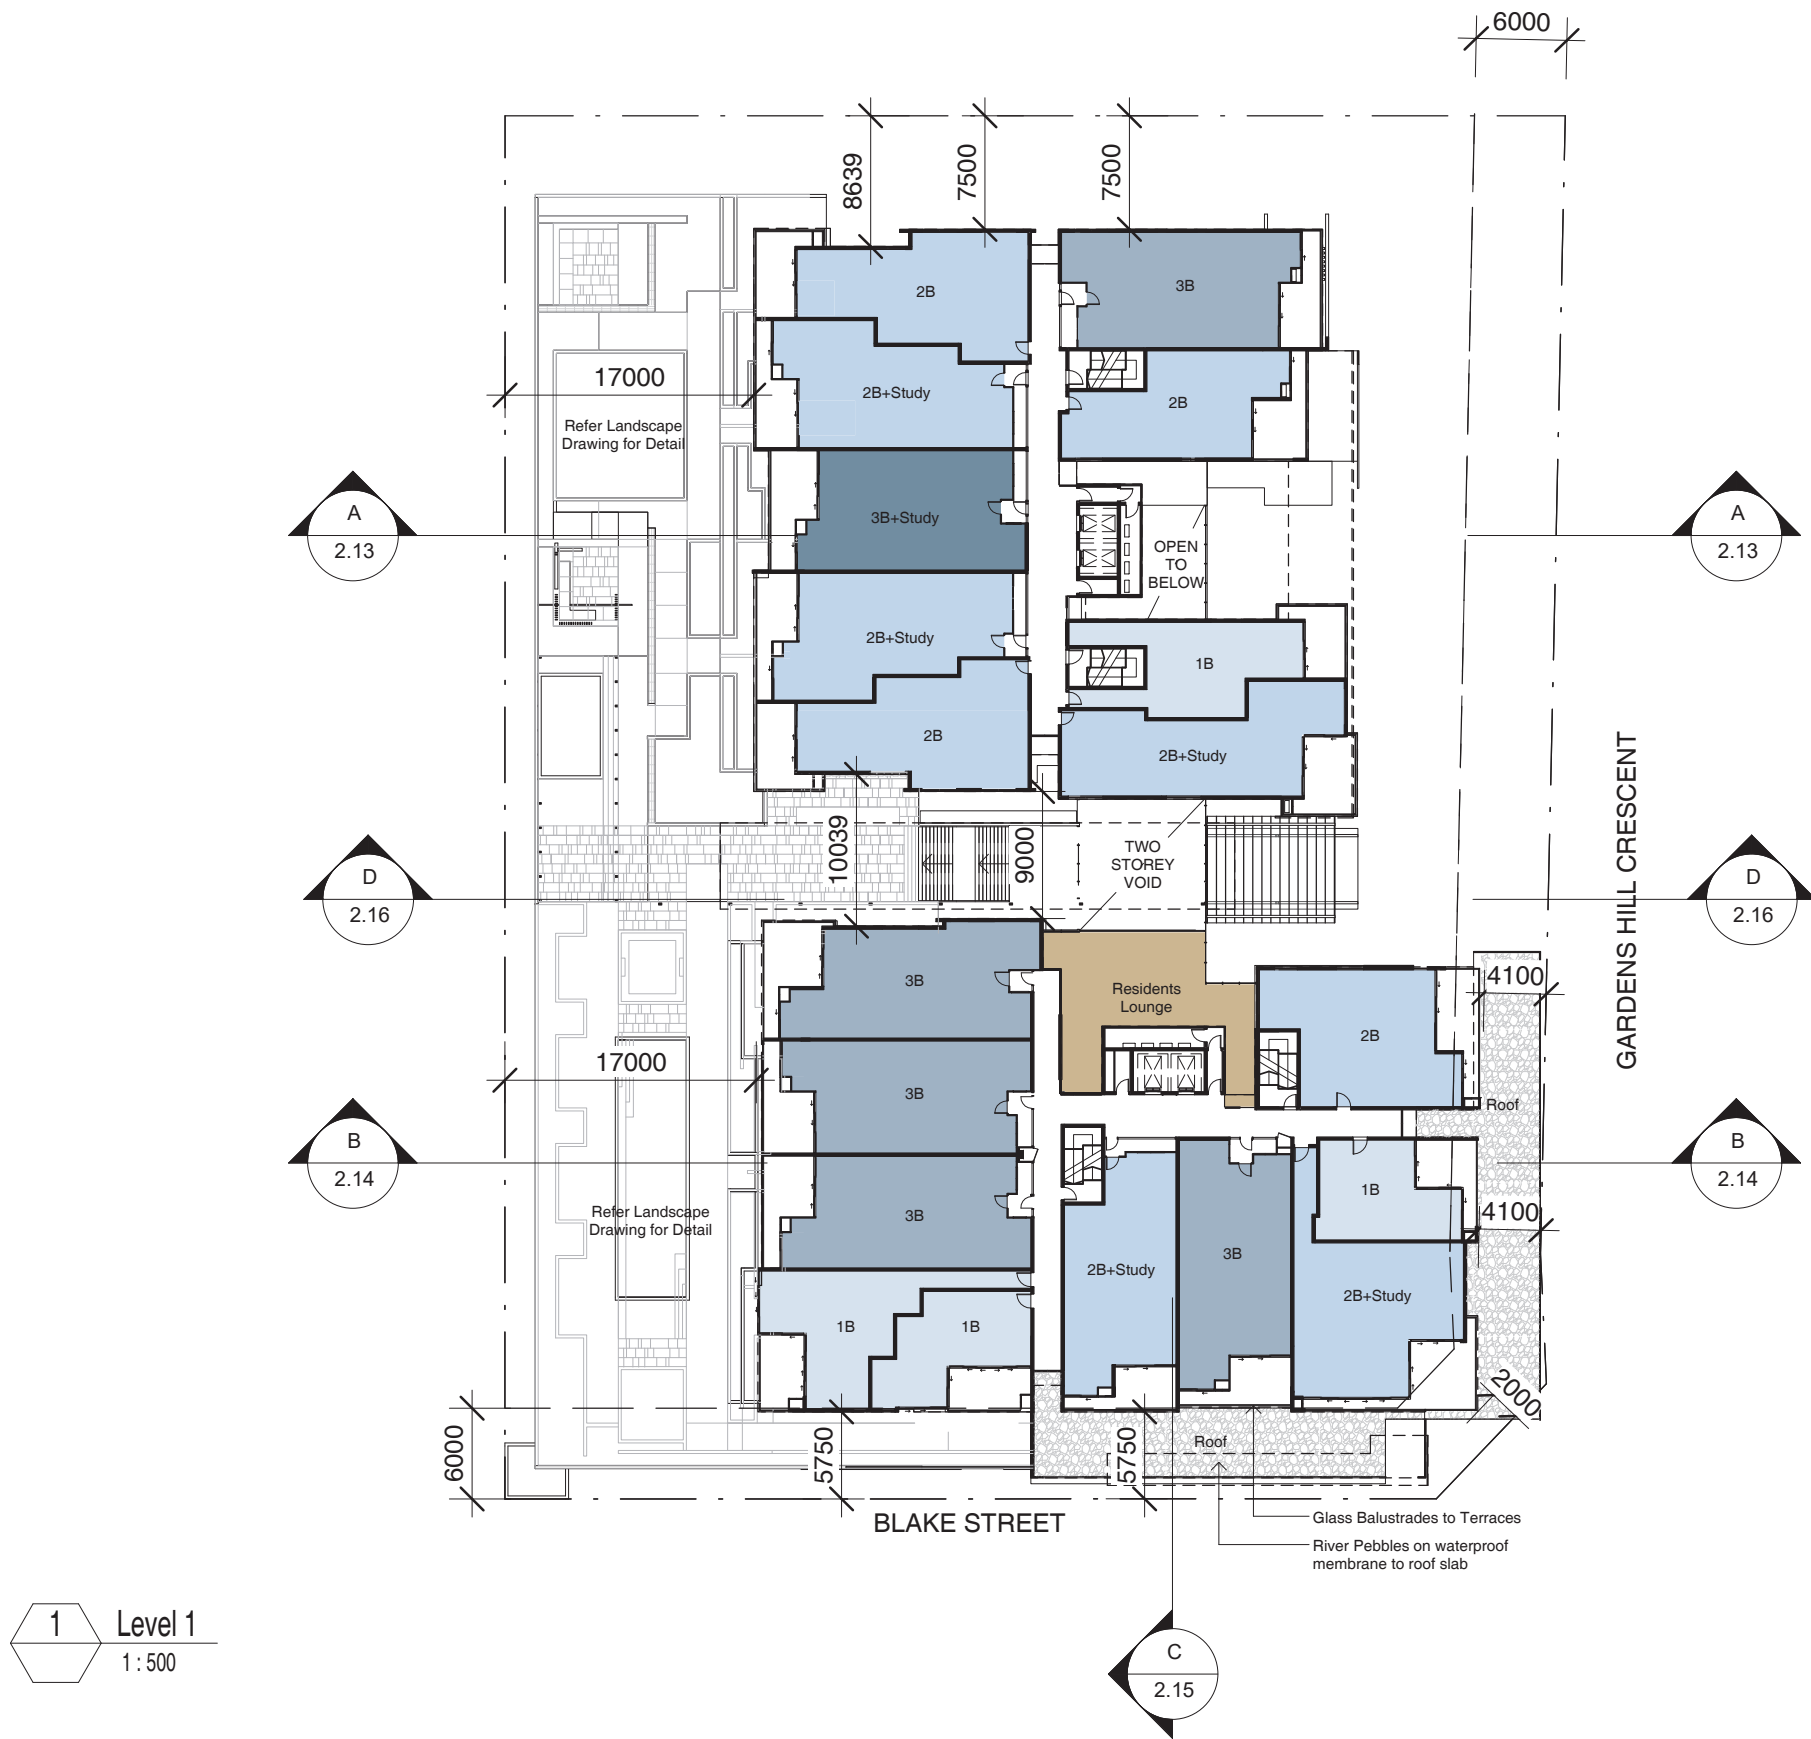 6000
8639
7500
7500
2B
3B
17000
2B+Study
2B
Refer Landscape
Drawing for Detail
A
2.13
3B+Study
A
2.13
OPEN
TO
BELOW
2B+Study
1B
2B
2B+Study
GARDENS HILL CRESCENT
10039
9000
TWO
STOREY
VOID
D
2.16
D
2.16
3B
Residents
Lounge
4100
2B
17000
3B
Roof
B
2.14
B
2.14
1B
3B
4100
Refer Landscape
Drawing for Detail
2B+Study
3B
2B+Study
1B
1B
2000
6000
5750
5750
Roof
BLAKE STREET
Glass Balustrades to Terraces
River Pebbles on waterproof
membrane to roof slab
1
Level 1
1 : 500
C
2.15